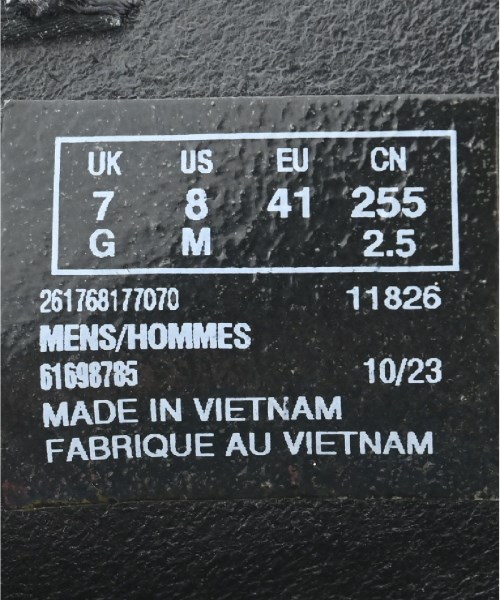 UK US EU CN
7 8 41 255
G M 2.5
261768177070 11826
MENS/HOMMES
61698785 10/23
MADE IN VIETNAM
FABRIQUE AU VIETNAM